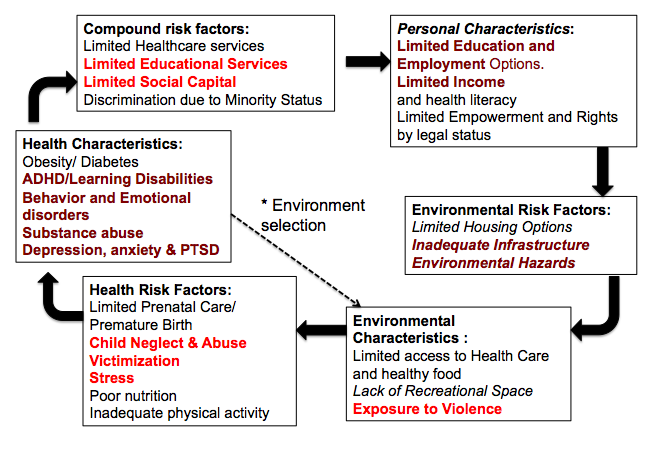 Compound risk factors:
Limited Healthcare services
Limited Educational Services
Limited Social Capital
Discrimination due to Minority Status
Personal Characteristics:
Limited Education and
Employment Options.
Limited Income
and health literacy
Limited Empowerment and Rights
by legal status
Health Characteristics:
Obesity/ Diabetes
ADHD/Learning Disabilities
Behavior and Emotional
disorders
Substance abuse
Depression, anxiety & PTSD
* Environment
selection
Environmental Risk Factors:
Limited Housing Options
Inadequate Infrastructure
Environmental Hazards
Health Risk Factors:
Limited Prenatal Care/
Premature Birth
Child Neglect & Abuse
Victimization
Stress
Poor nutrition
Inadequate physical activity
Environmental
Characteristics :
Limited access to Health Care
and healthy food
Lack of Recreational Space
Exposure to Violence